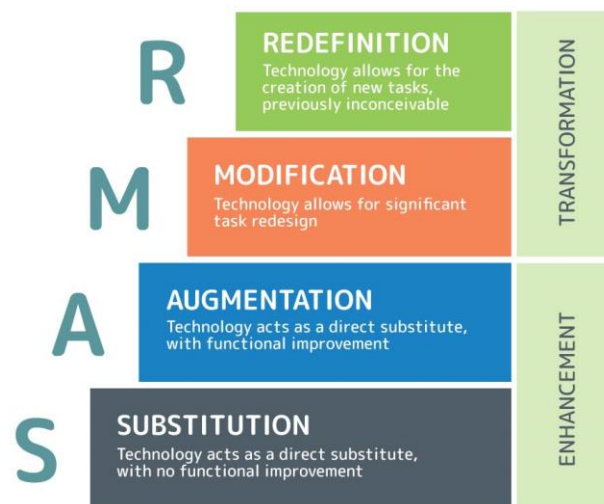 R
REDEFINITION
Technology allows for the
creation of new tasks,
previously inconceivable
M
MODIFICATION
Technology allows for significant
task redesign
TRANSFORMATION
A
AUGMENTATION
Technology acts as a direct substitute,
with functional improvement
S
SUBSTITUTION
Technology acts as a direct substitute,
with no functional improvement
ENHANCEMENT